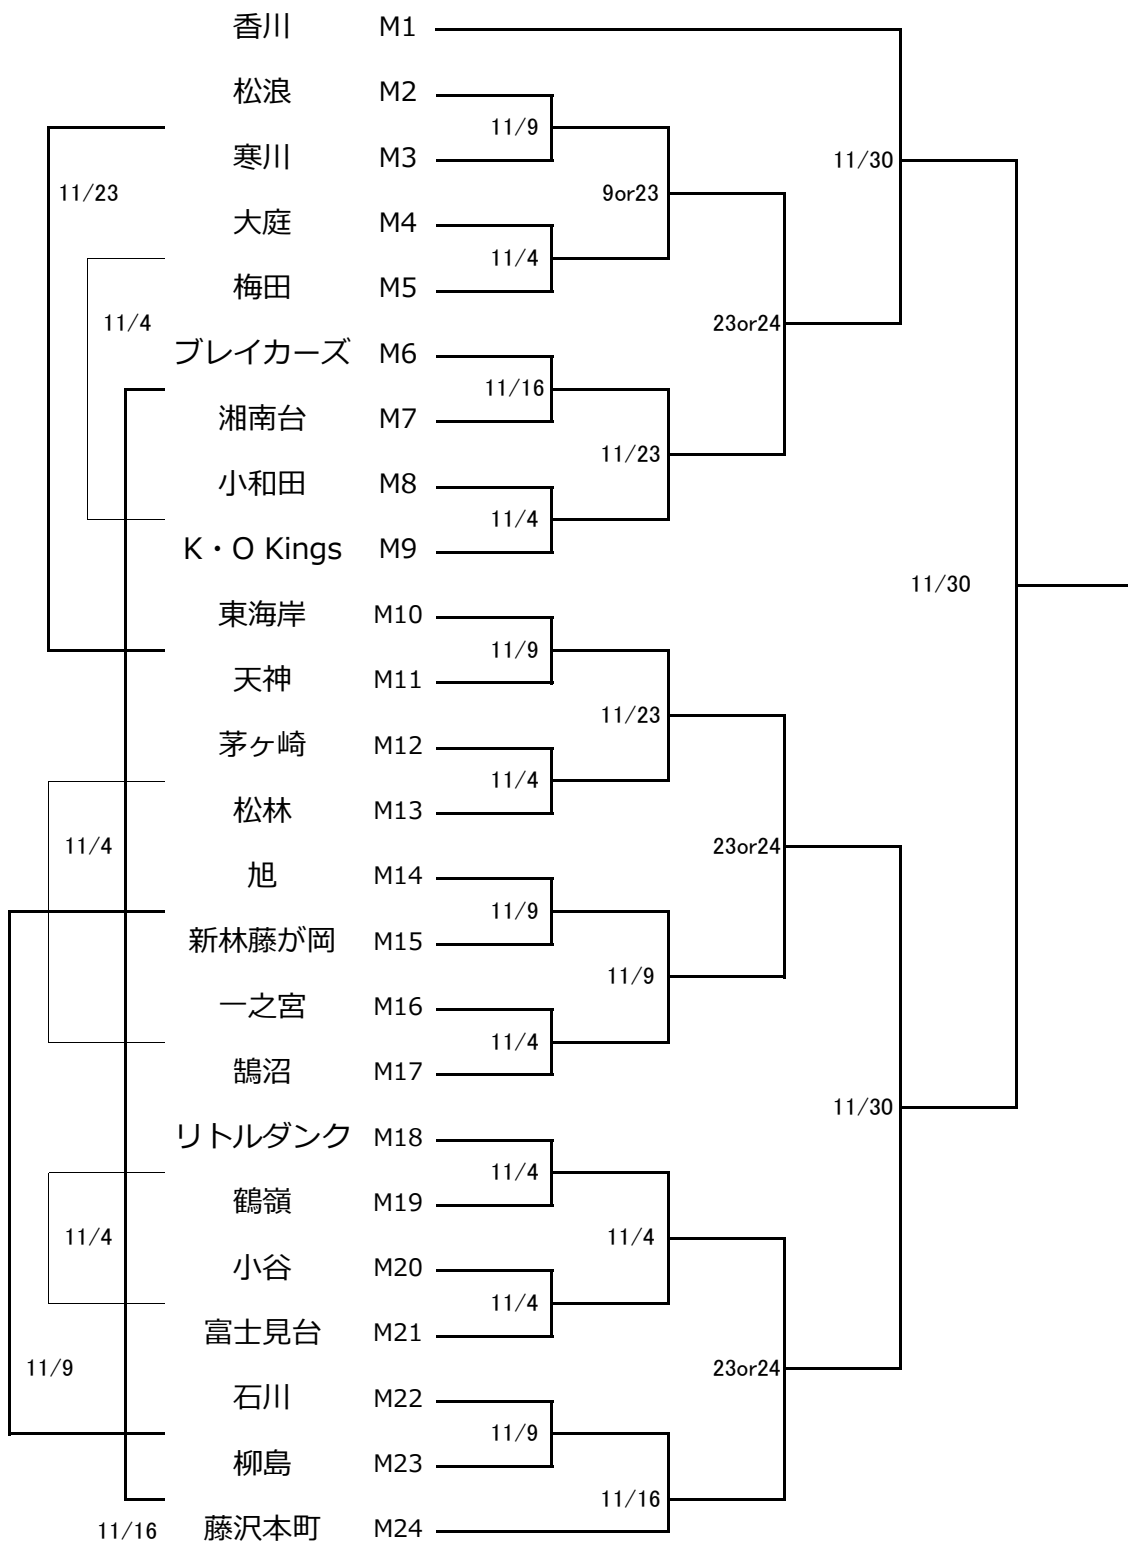 香川 M1
松浪 M2
11/9
寒川 M3 11/30
11/23 9or23
大庭 M4
11/4
梅田 M5
11/4 23or24
ブレイカーズ M6
11/16
湘南台 M7
11/23
小和田 M8
11/4
K・O Kings M9
11/30
東海岸 M10
11/9
天神 M11
11/23
茅ヶ崎 M12
11/4
松林 M13
11/4 23or24
旭 M14
11/9
新林藤が岡 M15
11/9
一之宮 M16
11/4
鵠沼 M17
11/30
リトルダンク M18
11/4
鶴嶺 M19
11/4 11/4
小谷 M20
11/4
富士見台 M21
11/9 23or24
石川 M22
11/9
柳島 M23
11/16
11/16 藤沢本町 M24